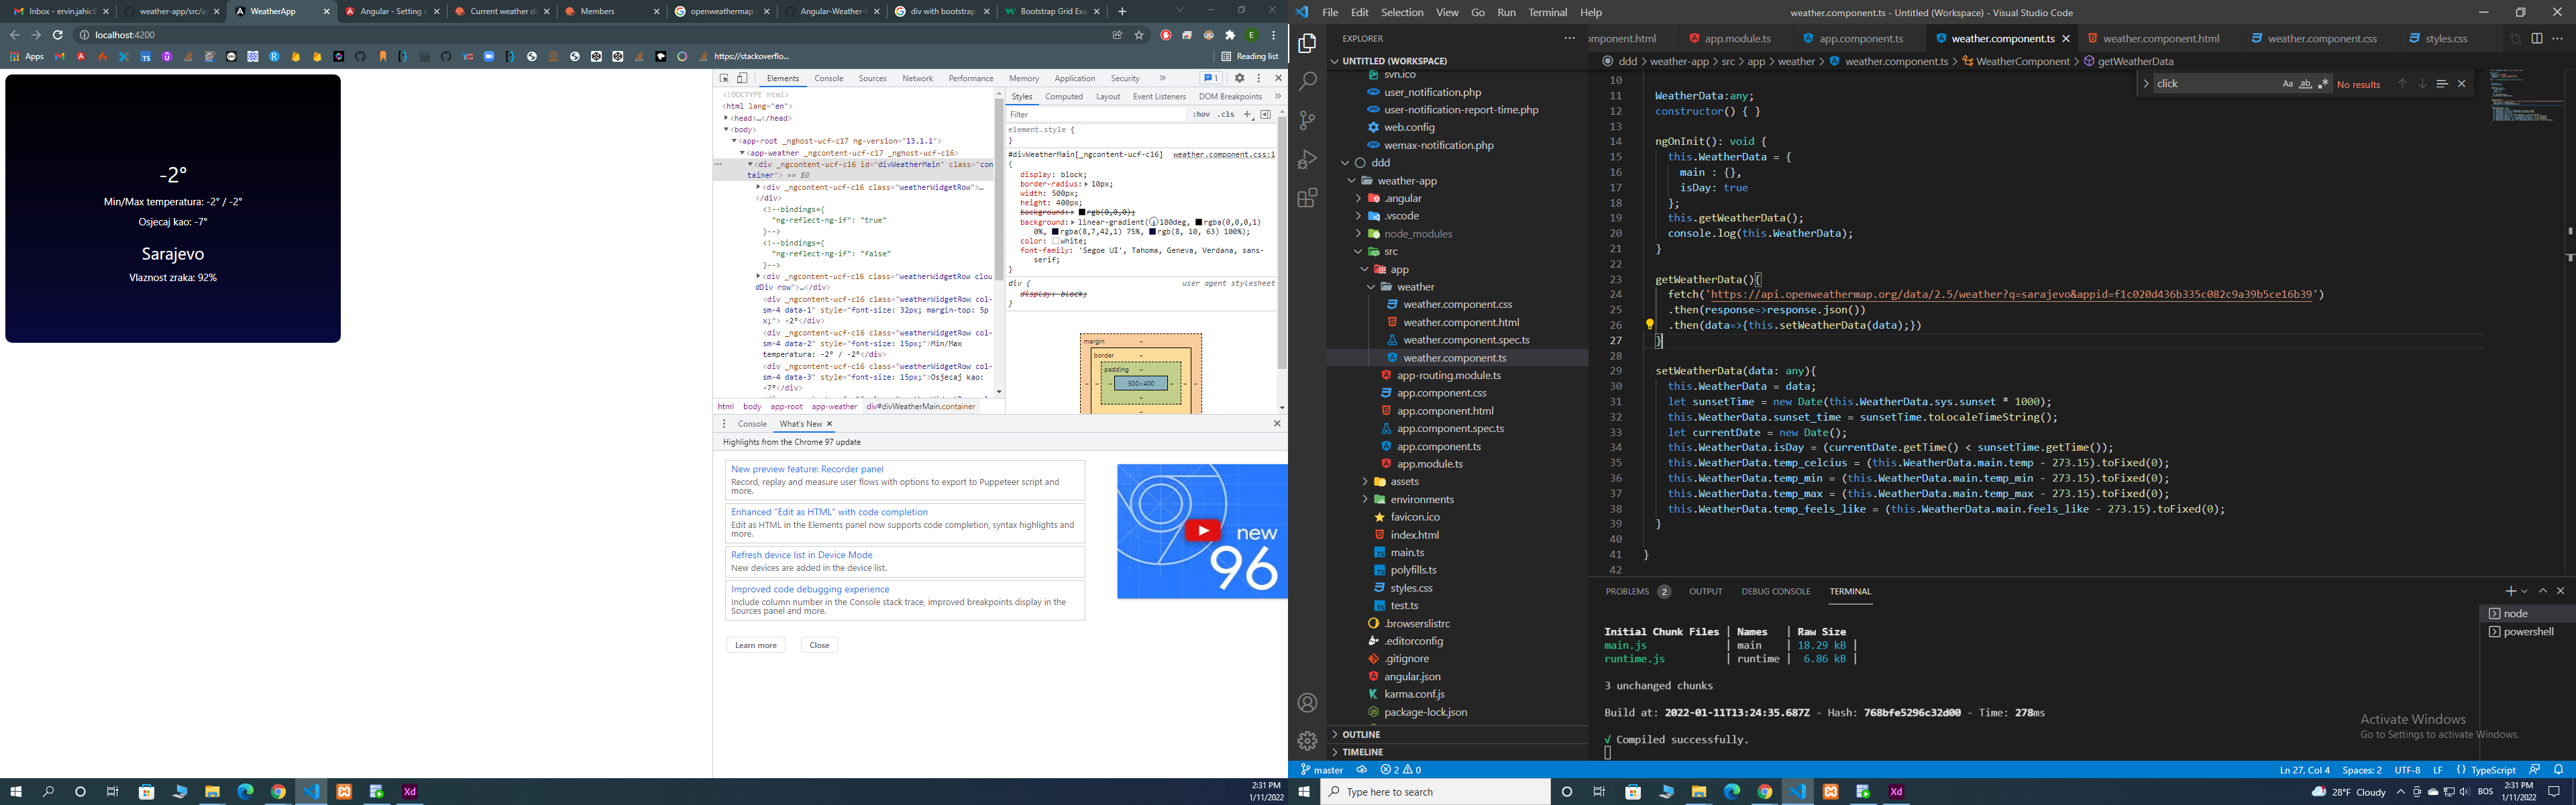 Inbox - ervin.jahic
weather-app/src/a
WeatherApp
Angular - Setting u
Current weather d
Members
openweathermap
Angular-Weather-
div with bootstrap
Bootstrap Grid Exa
localhost:4200
Apps
https://stackoverflo...
Reading list
-2°
Min/Max temperatura: -2° / -2°
Osjecaj kao: -7°
Sarajevo
Vlaznost zraka: 92%
Elements Console Sources Network Performance Memory Application Security 1
<!DOCTYPE html>
<html lang="en">
<head>…</head>
<body>
<app-root _nghost-ucf-c17 ng-version="13.1.1">
<app-weather _ngcontent-ucf-c17 _nghost-ucf-c16>
<div _ngcontent-ucf-c16 id="divWeatherMain" class="con
tainer"> == $0
<div _ngcontent-ucf-c16 class="weatherWidgetRow">…
</div>
<!--bindings={
"ng-reflect-ng-if": "true"
}-->
<!--bindings={
"ng-reflect-ng-if": "false"
}-->
<div _ngcontent-ucf-c16 class="weatherWidgetRow clou
dDiv row">…</div>
<div _ngcontent-ucf-c16 class="weatherWidgetRow col-
sm-4 data-1" style="font-size: 32px; margin-top: 5p
x;"> -2°</div>
<div _ngcontent-ucf-c16 class="weatherWidgetRow col-
sm-4 data-2" style="font-size: 15px;">Min/Max
temperatura: -2° / -2°</div>
<div _ngcontent-ucf-c16 class="weatherWidgetRow col-
sm-4 data-3" style="font-size: 15px;">Osjecaj kao:
-7°</div>
html body app-root app-weather div#divWeatherMain.container
Styles Computed Layout Event Listeners DOM Breakpoints
Filter :hov .cls
element.style {
}
#divWeatherMain[_ngcontent-ucf-c16] weather.component.css:1
{
display: block;
border-radius: 10px;
width: 500px;
height: 400px;
background: rgb(0,0,0);
background: linear-gradient(180deg, rgba(0,0,0,1)
0%, rgba(8,7,42,1) 75%, rgb(8, 10, 63) 100%);
color: white;
font-family: 'Segoe UI', Tahoma, Geneva, Verdana, sans-
serif;
}
div { user agent stylesheet
display: block;
}
margin
border
padding
500×400
Console What's New
Highlights from the Chrome 97 update
New preview feature: Recorder panel
Record, replay and measure user flows with options to export to Puppeteer script and
more.
Enhanced "Edit as HTML" with code completion
Edit as HTML in the Elements panel now supports code completion, syntax highlights and
more.
Refresh device list in Device Mode
New devices are added in the device list.
Improved code debugging experience
Include column number in the Console stack trace, improved breakpoints display in the
Sources panel and more.
Learn more Close
new
96
2:31 PM
1/11/2022
File Edit Selection View Go Run Terminal Help
weather.component.ts - Untitled (Workspace) - Visual Studio Code
EXPLORER
UNTITLED (WORKSPACE)
svn.ico
user_notification.php
user-notification-report-time.php
web.config
wemax-notification.php
ddd
weather-app
.angular
.vscode
node_modules
src
app
weather
weather.component.css
weather.component.html
weather.component.spec.ts
weather.component.ts
app-routing.module.ts
app.component.css
app.component.html
app.component.spec.ts
app.component.ts
app.module.ts
assets
environments
favicon.ico
index.html
main.ts
polyfills.ts
styles.css
test.ts
.browserslistrc
.editorconfig
.gitignore
angular.json
karma.conf.js
package-lock.json
OUTLINE
TIMELINE
omponent.html app.module.ts app.component.ts weather.component.ts weather.component.html weather.component.css styles.css
ddd > weather-app > src > app > weather > weather.component.ts > WeatherComponent > getWeatherData
click Aa ab No results
10
11 WeatherData:any;
12 constructor() { }
13
14 ngOnInit(): void {
15 this.WeatherData = {
16 main : {},
17 isDay: true
18 };
19 this.getWeatherData();
20 console.log(this.WeatherData);
21 }
22
23 getWeatherData(){
24 fetch('https://api.openweathermap.org/data/2.5/weather?q=sarajevo&appid=f1c020d436b335c082c9a39b5ce16b39')
25 .then(response=>response.json())
26 .then(data=>{this.setWeatherData(data);})
27 }
28
29 setWeatherData(data: any){
30 this.WeatherData = data;
31 let sunsetTime = new Date(this.WeatherData.sys.sunset * 1000);
32 this.WeatherData.sunset_time = sunsetTime.toLocaleTimeString();
33 let currentDate = new Date();
34 this.WeatherData.isDay = (currentDate.getTime() < sunsetTime.getTime());
35 this.WeatherData.temp_celcius = (this.WeatherData.main.temp - 273.15).toFixed(0);
36 this.WeatherData.temp_min = (this.WeatherData.main.temp_min - 273.15).toFixed(0);
37 this.WeatherData.temp_max = (this.WeatherData.main.temp_max - 273.15).toFixed(0);
38 this.WeatherData.temp_feels_like = (this.WeatherData.main.feels_like - 273.15).toFixed(0);
39 }
40
41 }
42
PROBLEMS 2 OUTPUT DEBUG CONSOLE TERMINAL
node
powershell
Initial Chunk Files | Names | Raw Size
main.js | main | 18.29 kB |
runtime.js | runtime | 6.86 kB |
3 unchanged chunks
Build at: 2022-01-11T13:24:35.687Z - Hash: 768bfe5296c32d00 - Time: 278ms
√ Compiled successfully.
Activate Windows
Go to Settings to activate Windows.
master 2 0
Ln 27, Col 4 Spaces: 2 UTF-8 LF {} TypeScript
Type here to search
28°F Cloudy
BOS
2:31 PM
1/11/2022